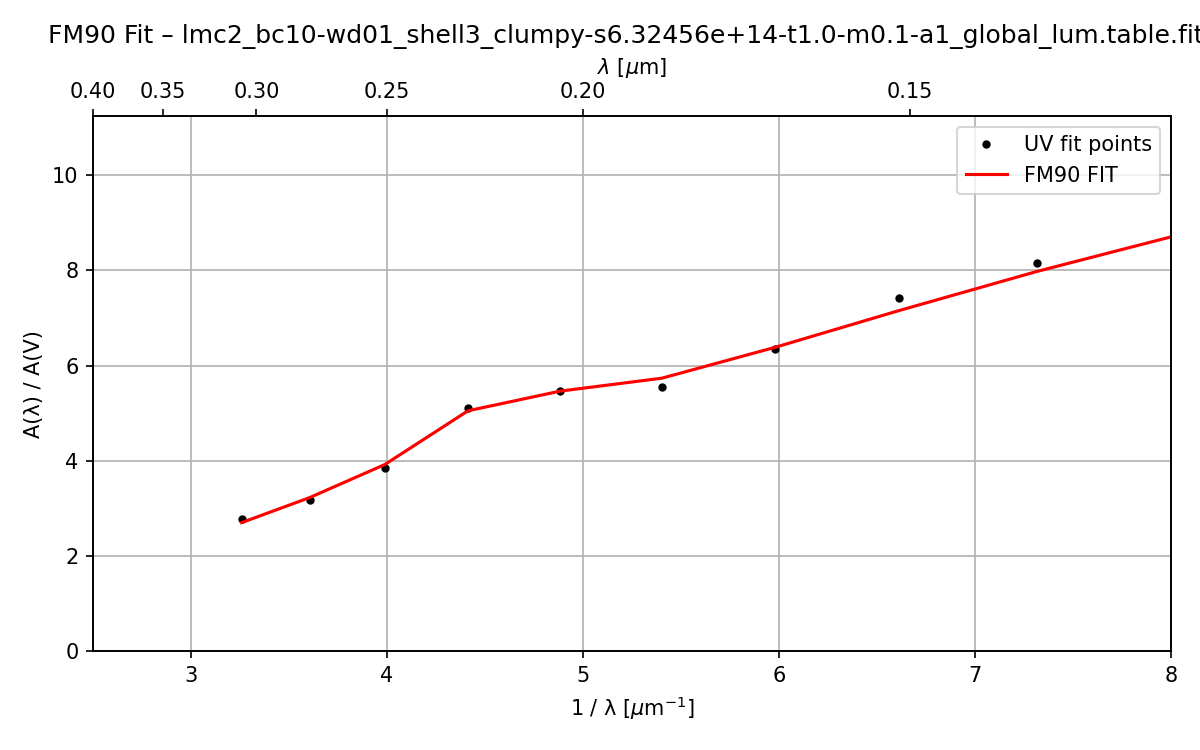 FM90 Fit – lmc2_bc10-wd01_shell3_clumpy-s6.32456e+14-t1.0-m0.1-a1_global_lum.table.fit
λ [μm]
0.40 0.35 0.30 0.25 0.20 0.15
UV fit points
FM90 FIT
10
8
6
4
2
0
A(λ) / A(V)
3 4 5 6 7 8
1 / λ [μm⁻¹]